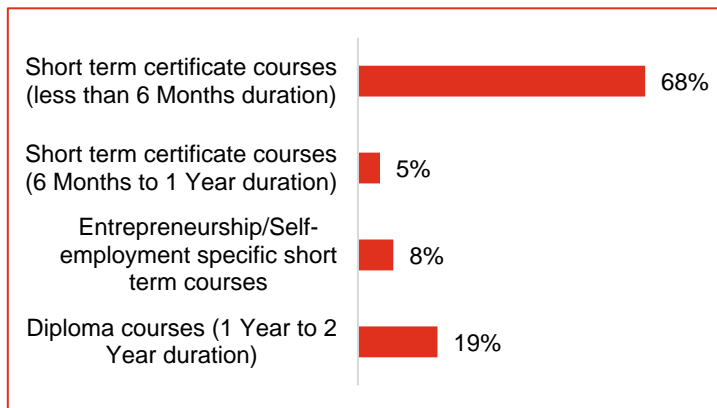 Short term certificate courses
(less than 6 Months duration)
68%
Short term certificate courses
(6 Months to 1 Year duration)
5%
Entrepreneurship/Self-
employment specific short
term courses
8%
Diploma courses (1 Year to 2
Year duration)
19%